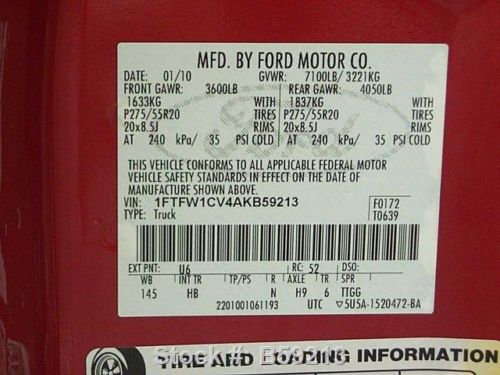 MFD. BY FORD MOTOR CO.
DATE: 01/10 GVWR: 7100LB/ 3221KG
FRONT GAWR: 3600LB REAR GAWR: 4050LB
1633KG WITH 1837KG WITH
P275/55R20 TIRES P275/55R20 TIRES
20x8.5J RIMS 20x8.5J RIMS
AT 240 kPa/ 35 PSI COLD AT 240 kPa/ 35 PSI COLD
THIS VEHICLE CONFORMS TO ALL APPLICABLE FEDERAL MOTOR
VEHICLE SAFETY STANDARDS IN EFFECT ON THE DATE OF
MANUFACTURE SHOWN ABOVE.
VIN: 1FTFW1CV4AKB59213 F0172
TYPE: Truck T0639
EXT PNT: U6 RC: 52 DSO:
WB INT TR TP/PS R AXLE TR SPR
145 HB N H9 6 TTGG
2201001061193 UTC 5U5A-1520472-BA
TIRE AND LOADING INFORMATION
Stock # B59213